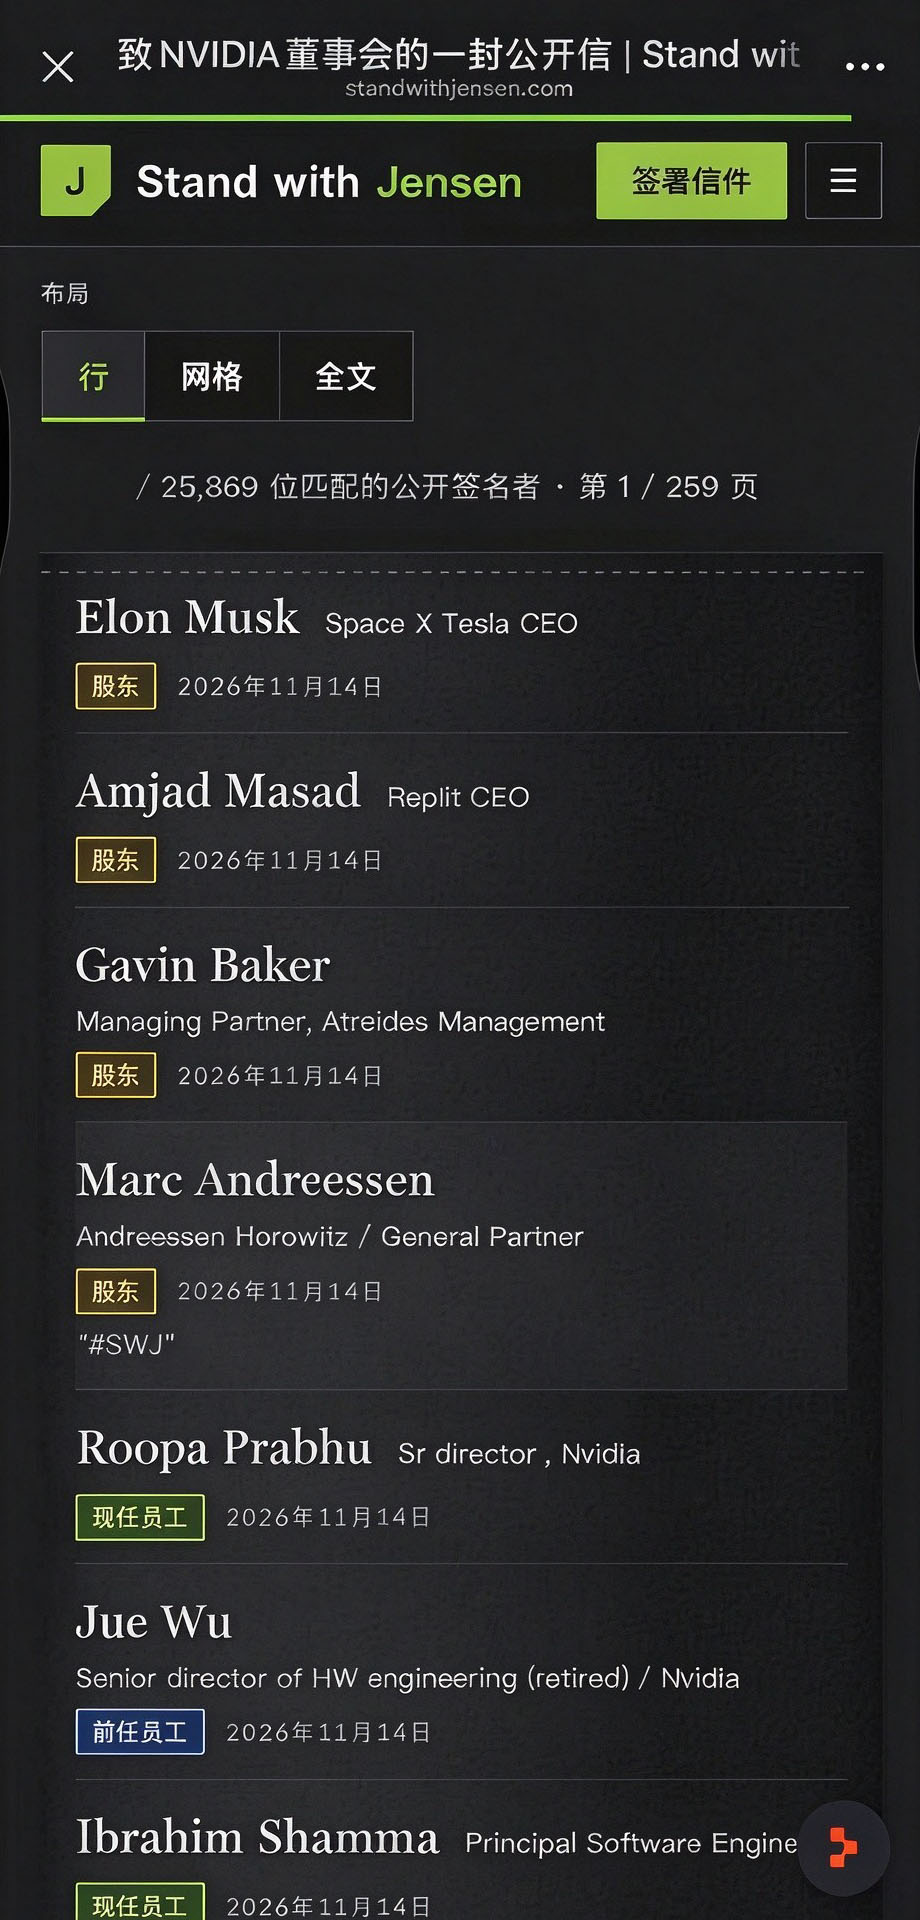 致NVIDIA董事会的一封公开信 | Stand wit
standwithjensen.com
J Stand with Jensen 签署信件
布局
行 网格 全文
/ 25,869 位匹配的公开签名者 · 第 1 / 259 页
Elon Musk Space X Tesla CEO
股东 2026年11月14日
Amjad Masad Replit CEO
股东 2026年11月14日
Gavin Baker
Managing Partner, Atreides Management
股东 2026年11月14日
Marc Andreessen
Andreessen Horowitz / General Partner
股东 2026年11月14日
"#SWJ"
Roopa Prabhu Sr director , Nvidia
现任员工 2026年11月14日
Jue Wu
Senior director of HW engineering (retired) / Nvidia
前任员工 2026年11月14日
Ibrahim Shamma Principal Software Engine
现任员工 2026年11月14日